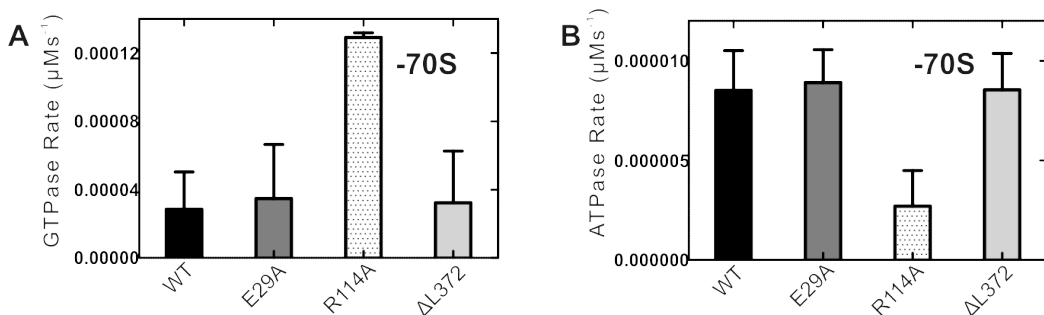 A
GTPase Rate (µMs⁻¹)
0.00012
0.00008
0.00004
0.00000
-70S
WT
E29A
R114A
ΔL372
B
ATPase Rate (µMs⁻¹)
0.000010
0.000005
0.000000
-70S
WT
E29A
R114A
ΔL372